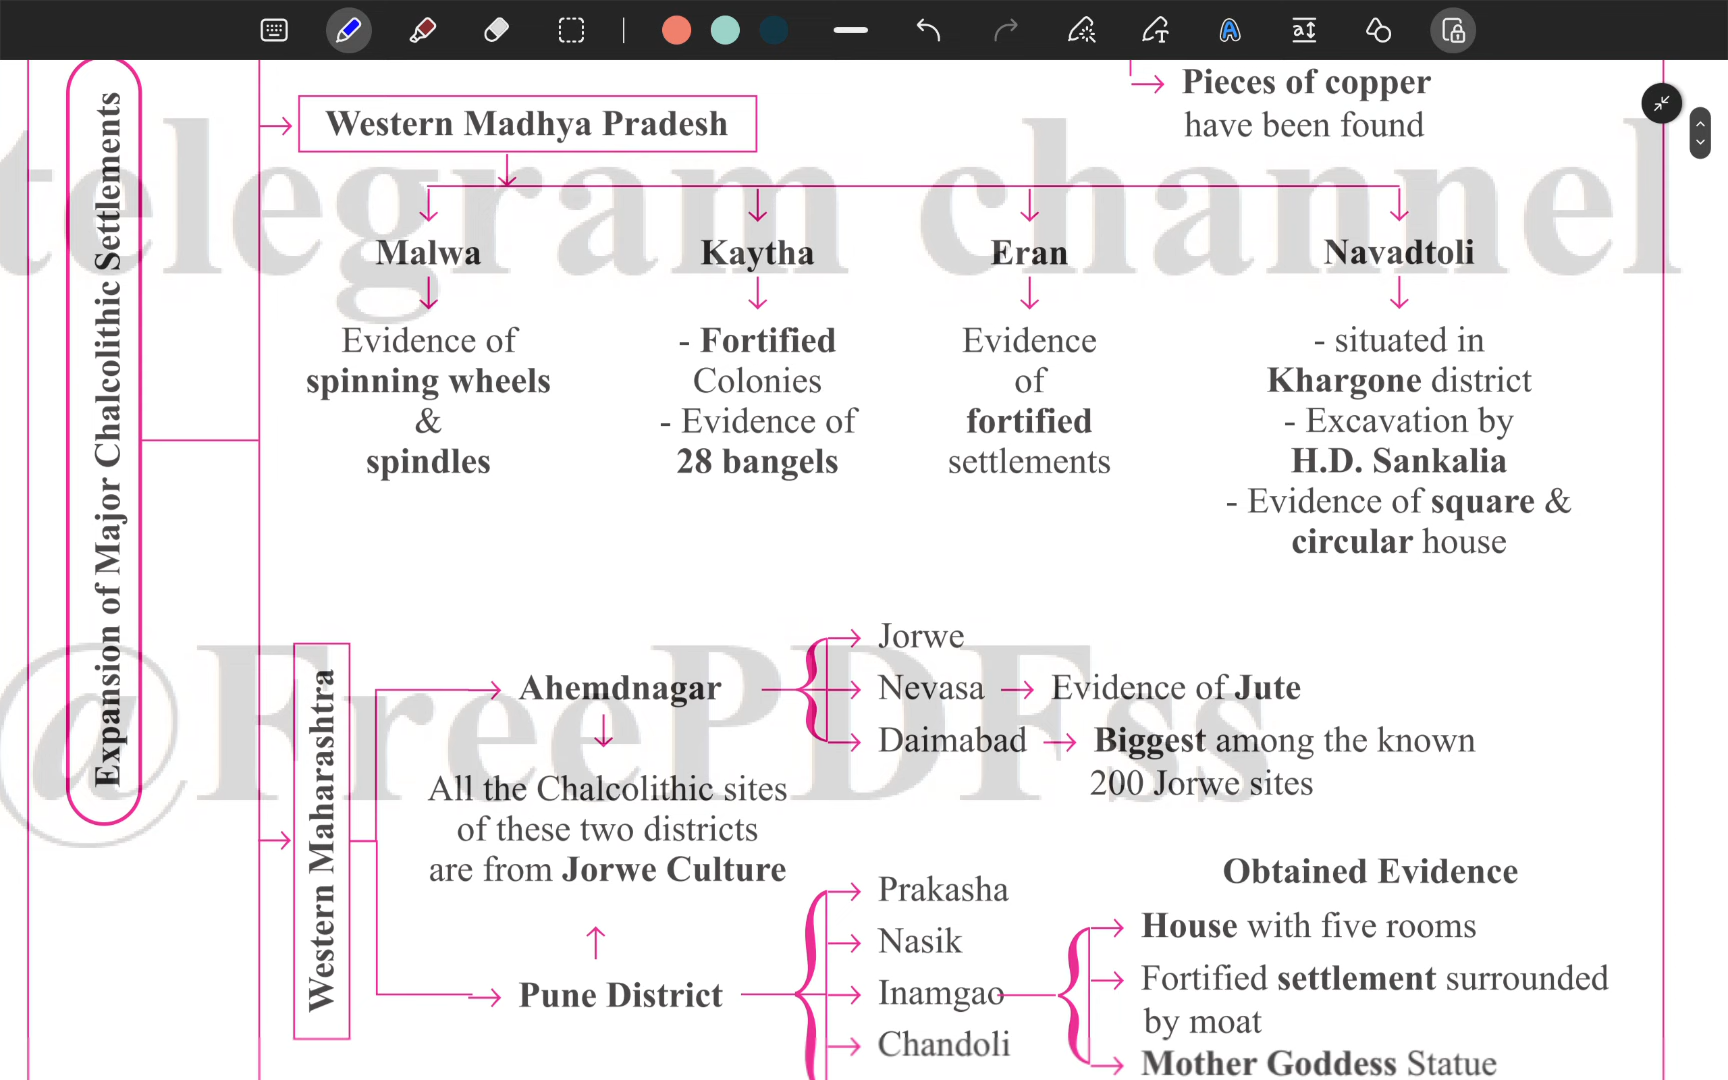 Pieces of copper
have been found
Expansion of Major Chalcolithic Settlements
Western Madhya Pradesh
telegram channel
Malwa
Evidence of
spinning wheels
&
spindles
Kaytha
- Fortified
Colonies
- Evidence of
28 bangels
Eran
Evidence
of
fortified
settlements
Navadtoli
- situated in
Khargone district
- Excavation by
H.D. Sankalia
- Evidence of square &
circular house
@FreePDFss
Western Maharashtra
Ahemdnagar
Jorwe
Nevasa
Evidence of Jute
Daimabad
Biggest among the known
200 Jorwe sites
All the Chalcolithic sites
of these two districts
are from Jorwe Culture
Pune District
Prakasha
Nasik
Inamgao
Chandoli
Obtained Evidence
House with five rooms
Fortified settlement surrounded
by moat
Mother Goddess Statue